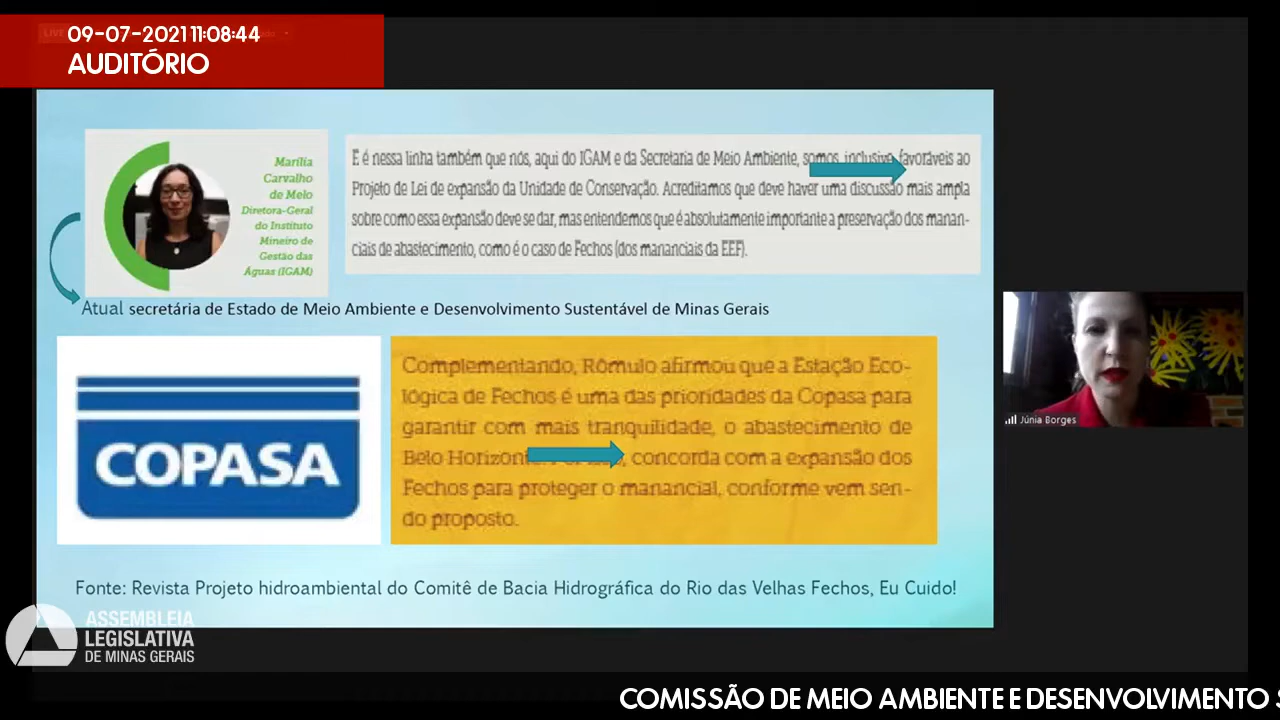 LIVE
09-07-2021 11:08:44
AUDITÓRIO
Marília
Carvalho
de Melo
Diretora-Geral
do Instituto
Mineiro de
Gestão das
Águas (IGAM)
E é nessa linha também que nós, aqui do IGAM e da Secretaria de Meio Ambiente, somos, inclusive, favoráveis ao
Projeto de Lei de expansão da Unidade de Conservação. Acreditamos que deve haver uma discussão mais ampla
sobre como essa expansão deve se dar, mas entendemos que é absolutamente importante a preservação dos manan-
ciais de abastecimento, como é o caso de Fechos (dos mananciais da EEF).
Atual secretária de Estado de Meio Ambiente e Desenvolvimento Sustentável de Minas Gerais
COPASA
Complementando, Rômulo afirmou que a Estação Eco-
lógica de Fechos é uma das prioridades da Copasa para
garantir com mais tranquilidade, o abastecimento de
Belo Horizonte. concorda com a expansão dos
Fechos para proteger o manancial, conforme vem sen-
do proposto.
Júnia Borges
Fonte: Revista Projeto hidroambiental do Comitê de Bacia Hidrográfica do Rio das Velhas Fechos, Eu Cuido!
ASSEMBLEIA
LEGISLATIVA
DE MINAS GERAIS
COMISSÃO DE MEIO AMBIENTE E DESENVOLVIMENTO S